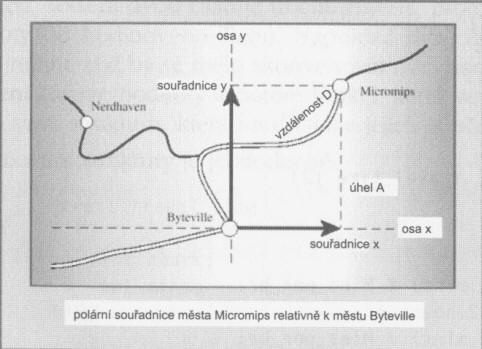 osa y
souřadnice y
Micromips
Nerdhaven
vzdálenost D
úhel A
Byteville
osa x
souřadnice x
polární souřadnice města Micromips relativně k městu Byteville